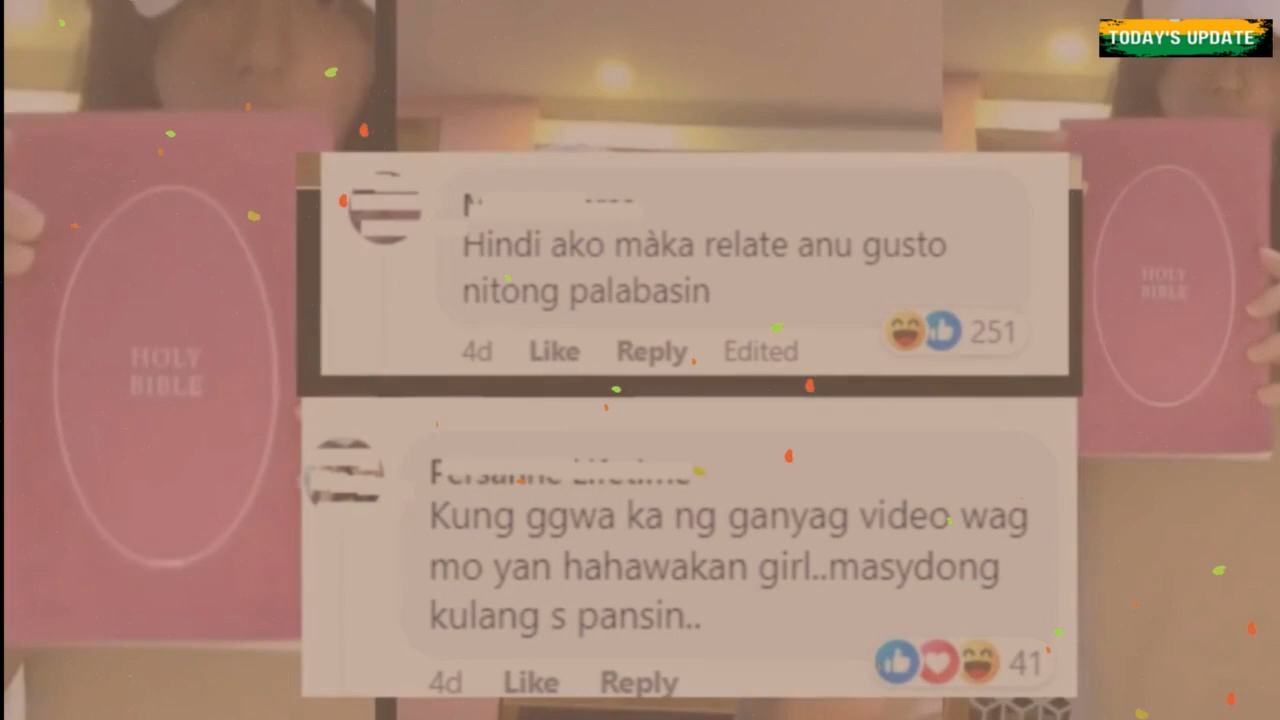 TODAY'S UPDATE
HOLY
BIBLE
HOLY
BIBLE
Hindi ako màka relate anu gusto
nitong palabasin
4d Like Reply Edited 251
Kung ggwa ka ng ganyag video wag
mo yan hahawakan girl..masydong
kulang s pansin..
4d Like Reply 41